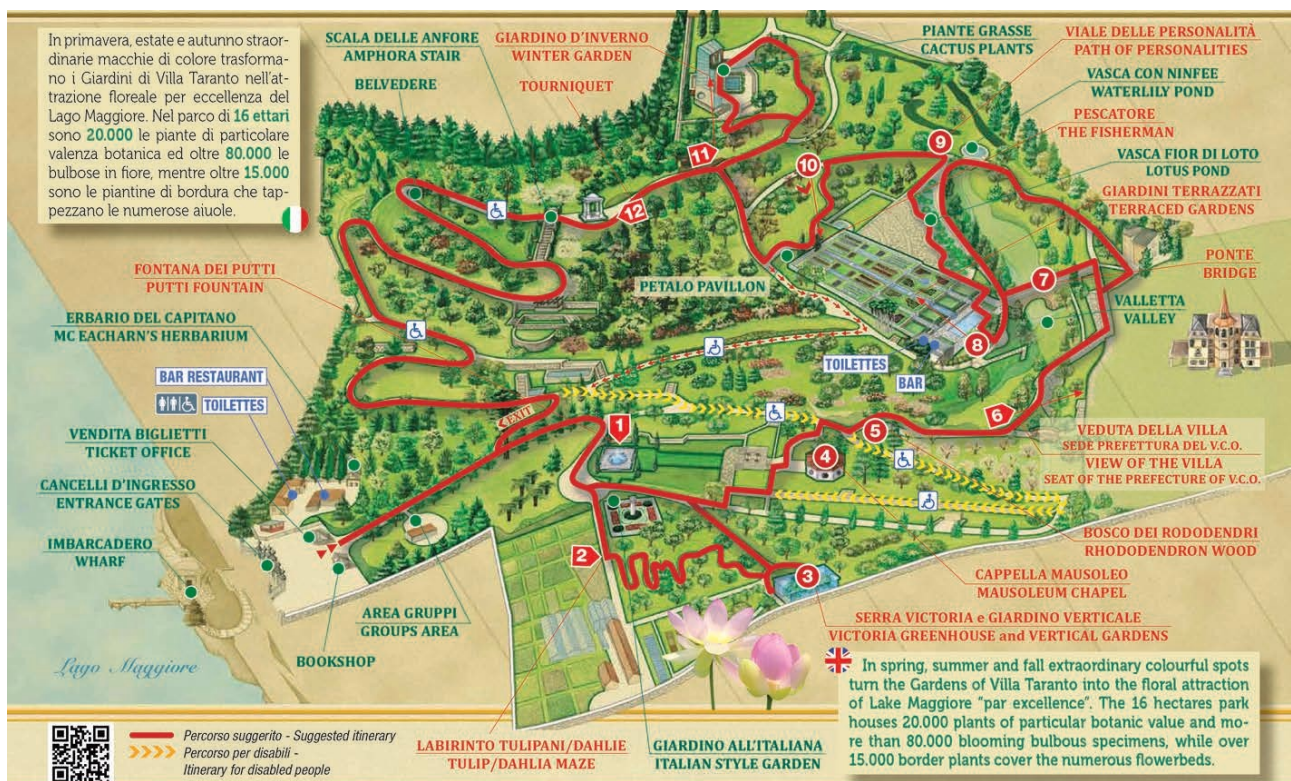 In primavera, estate e autunno straor-
dinarie macchie di colore trasforma-
no i Giardini di Villa Taranto nell'at-
trazione floreale per eccellenza del
Lago Maggiore. Nel parco di 16 ettari
sono 20.000 le piante di particolare
valenza botanica ed oltre 80.000 le
bulbose in fiore, mentre oltre 15.000
sono le piantine di bordura che tap-
pezzano le numerose aiuole.
SCALA DELLE ANFORE
AMPHORA STAIR
BELVEDERE
GIARDINO D'INVERNO
WINTER GARDEN
TOURNIQUET
PIANTE GRASSE
CACTUS PLANTS
VIALE DELLE PERSONALITÀ
PATH OF PERSONALITIES
VASCA CON NINFEE
WATERLILY POND
PESCATORE
THE FISHERMAN
VASCA FIOR DI LOTO
LOTUS POND
GIARDINI TERRAZZATI
TERRACED GARDENS
PONTE
BRIDGE
VALLETTA
VALLEY
11
10
9
12
7
8
PETALO PAVILLON
TOILETTES
BAR
FONTANA DEI PUTTI
PUTTI FOUNTAIN
ERBARIO DEL CAPITANO
MC EACHARN'S HERBARIUM
BAR RESTAURANT
TOILETTES
VENDITA BIGLIETTI
TICKET OFFICE
CANCELLI D'INGRESSO
ENTRANCE GATES
IMBARCADERO
WHARF
EXIT
1
6
5
4
2
3
VEDUTA DELLA VILLA
SEDE PREFETTURA DEL V.C.O.
VIEW OF THE VILLA
SEAT OF THE PREFECTURE OF V.C.O.
BOSCO DEI RODODENDRI
RHODODENDRON WOOD
CAPPELLA MAUSOLEO
MAUSOLEUM CHAPEL
SERRA VICTORIA e GIARDINO VERTICALE
VICTORIA GREENHOUSE and VERTICAL GARDENS
AREA GRUPPI
GROUPS AREA
BOOKSHOP
Lago Maggiore
In spring, summer and fall extraordinary colourful spots
turn the Gardens of Villa Taranto into the floral attraction
of Lake Maggiore "par excellence". The 16 hectares park
houses 20.000 plants of particular botanic value and mo-
re than 80.000 blooming bulbous specimens, while over
15.000 border plants cover the numerous flowerbeds.
Percorso suggerito - Suggested itinerary
Percorso per disabili -
Itinerary for disabled people
LABIRINTO TULIPANI/DAHLIE
TULIP/DAHLIA MAZE
GIARDINO ALL'ITALIANA
ITALIAN STYLE GARDEN